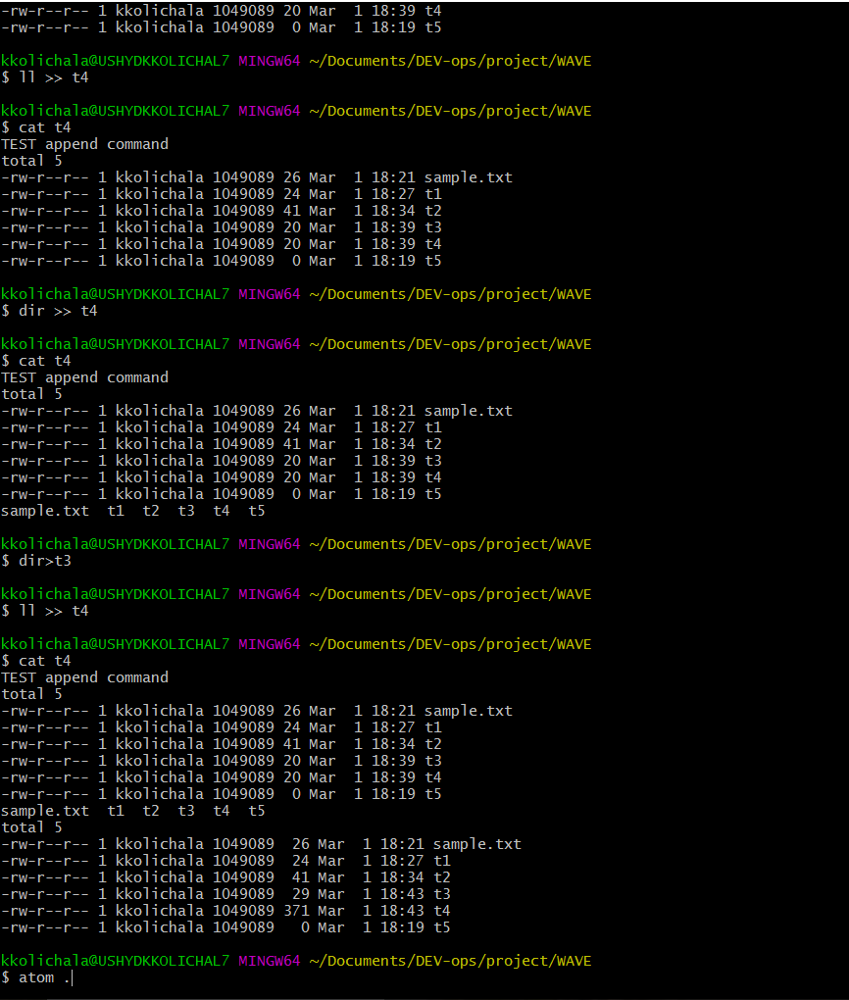 -rw-r--r-- 1 kkolichala 1049089 20 Mar  1 18:39 t4
-rw-r--r-- 1 kkolichala 1049089  0 Mar  1 18:19 t5

kkolichala@USHYDKKOLICHAL7 MINGW64 ~/Documents/DEV-ops/project/WAVE
$ ll >> t4

kkolichala@USHYDKKOLICHAL7 MINGW64 ~/Documents/DEV-ops/project/WAVE
$ cat t4
TEST append command
total 5
-rw-r--r-- 1 kkolichala 1049089 26 Mar  1 18:21 sample.txt
-rw-r--r-- 1 kkolichala 1049089 24 Mar  1 18:27 t1
-rw-r--r-- 1 kkolichala 1049089 41 Mar  1 18:34 t2
-rw-r--r-- 1 kkolichala 1049089 20 Mar  1 18:39 t3
-rw-r--r-- 1 kkolichala 1049089 20 Mar  1 18:39 t4
-rw-r--r-- 1 kkolichala 1049089  0 Mar  1 18:19 t5

kkolichala@USHYDKKOLICHAL7 MINGW64 ~/Documents/DEV-ops/project/WAVE
$ dir >> t4

kkolichala@USHYDKKOLICHAL7 MINGW64 ~/Documents/DEV-ops/project/WAVE
$ cat t4
TEST append command
total 5
-rw-r--r-- 1 kkolichala 1049089 26 Mar  1 18:21 sample.txt
-rw-r--r-- 1 kkolichala 1049089 24 Mar  1 18:27 t1
-rw-r--r-- 1 kkolichala 1049089 41 Mar  1 18:34 t2
-rw-r--r-- 1 kkolichala 1049089 20 Mar  1 18:39 t3
-rw-r--r-- 1 kkolichala 1049089 20 Mar  1 18:39 t4
-rw-r--r-- 1 kkolichala 1049089  0 Mar  1 18:19 t5
sample.txt  t1  t2  t3  t4  t5

kkolichala@USHYDKKOLICHAL7 MINGW64 ~/Documents/DEV-ops/project/WAVE
$ dir>t3

kkolichala@USHYDKKOLICHAL7 MINGW64 ~/Documents/DEV-ops/project/WAVE
$ ll >> t4

kkolichala@USHYDKKOLICHAL7 MINGW64 ~/Documents/DEV-ops/project/WAVE
$ cat t4
TEST append command
total 5
-rw-r--r-- 1 kkolichala 1049089 26 Mar  1 18:21 sample.txt
-rw-r--r-- 1 kkolichala 1049089 24 Mar  1 18:27 t1
-rw-r--r-- 1 kkolichala 1049089 41 Mar  1 18:34 t2
-rw-r--r-- 1 kkolichala 1049089 20 Mar  1 18:39 t3
-rw-r--r-- 1 kkolichala 1049089 20 Mar  1 18:39 t4
-rw-r--r-- 1 kkolichala 1049089  0 Mar  1 18:19 t5
sample.txt  t1  t2  t3  t4  t5
total 5
-rw-r--r-- 1 kkolichala 1049089  26 Mar  1 18:21 sample.txt
-rw-r--r-- 1 kkolichala 1049089  24 Mar  1 18:27 t1
-rw-r--r-- 1 kkolichala 1049089  41 Mar  1 18:34 t2
-rw-r--r-- 1 kkolichala 1049089  29 Mar  1 18:43 t3
-rw-r--r-- 1 kkolichala 1049089 371 Mar  1 18:43 t4
-rw-r--r-- 1 kkolichala 1049089   0 Mar  1 18:19 t5

kkolichala@USHYDKKOLICHAL7 MINGW64 ~/Documents/DEV-ops/project/WAVE
$ atom .